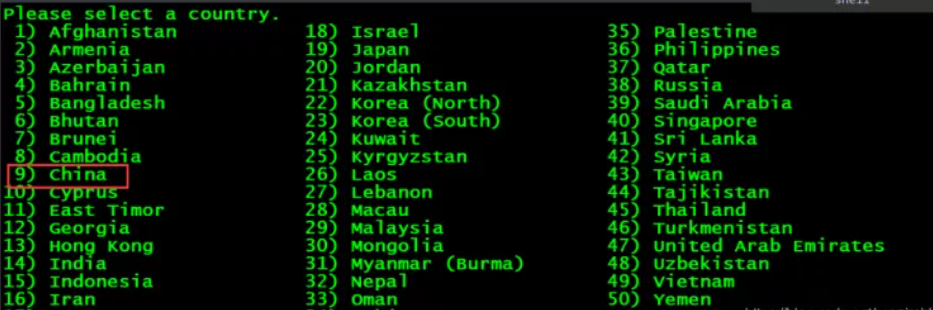 shell
Please select a country.
1) Afghanistan 18) Israel 35) Palestine
2) Armenia 19) Japan 36) Philippines
3) Azerbaijan 20) Jordan 37) Qatar
4) Bahrain 21) Kazakhstan 38) Russia
5) Bangladesh 22) Korea (North) 39) Saudi Arabia
6) Bhutan 23) Korea (South) 40) Singapore
7) Brunei 24) Kuwait 41) Sri Lanka
8) Cambodia 25) Kyrgyzstan 42) Syria
9) China 26) Laos 43) Taiwan
10) Cyprus 27) Lebanon 44) Tajikistan
11) East Timor 28) Macau 45) Thailand
12) Georgia 29) Malaysia 46) Turkmenistan
13) Hong Kong 30) Mongolia 47) United Arab Emirates
14) India 31) Myanmar (Burma) 48) Uzbekistan
15) Indonesia 32) Nepal 49) Vietnam
16) Iran 33) Oman 50) Yemen